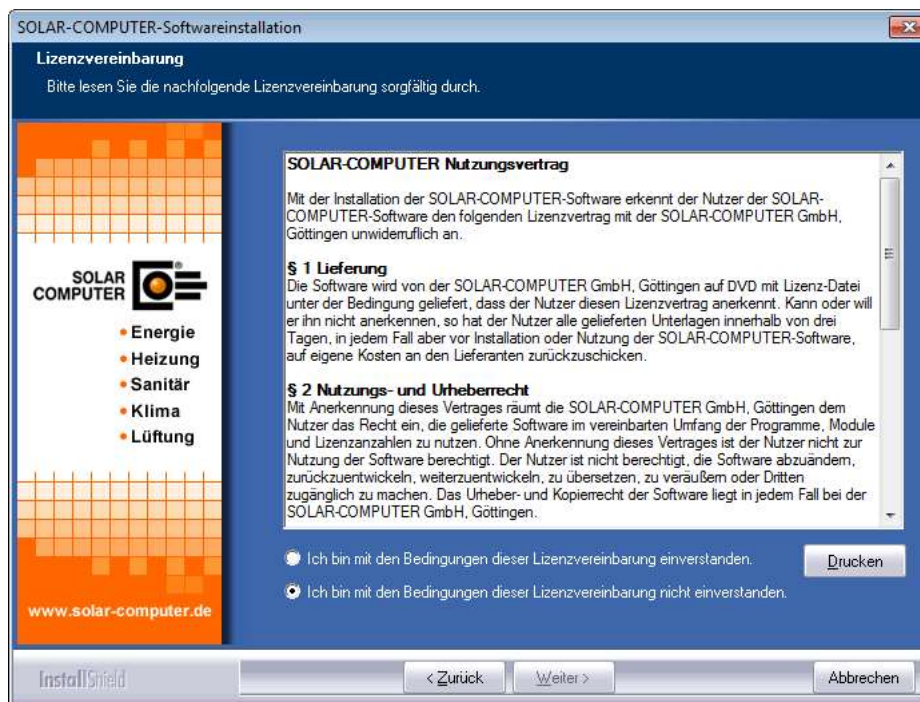 SOLAR-COMPUTER-Softwareinstallation
Lizenzvereinbarung
Bitte lesen Sie die nachfolgende Lizenzvereinbarung sorgfältig durch.
SOLAR
COMPUTER
®
• Energie
• Heizung
• Sanitär
• Klima
• Lüftung
www.solar-computer.de
SOLAR-COMPUTER Nutzungsvertrag
Mit der Installation der SOLAR-COMPUTER-Software erkennt der Nutzer der SOLAR-
COMPUTER-Software den folgenden Lizenzvertrag mit der SOLAR-COMPUTER GmbH,
Göttingen unwiderruflich an.
§ 1 Lieferung
Die Software wird von der SOLAR-COMPUTER GmbH, Göttingen auf DVD mit Lizenz-Datei
unter der Bedingung geliefert, dass der Nutzer diesen Lizenzvertrag anerkennt. Kann oder will
er ihn nicht anerkennen, so hat der Nutzer alle gelieferten Unterlagen innerhalb von drei
Tagen, in jedem Fall aber vor Installation oder Nutzung der SOLAR-COMPUTER-Software,
auf eigene Kosten an den Lieferanten zurückzuschicken.
§ 2 Nutzungs- und Urheberrecht
Mit Anerkennung dieses Vertrages räumt die SOLAR-COMPUTER GmbH, Göttingen dem
Nutzer das Recht ein, die gelieferte Software im vereinbarten Umfang der Programme, Module
und Lizenzanzahlen zu nutzen. Ohne Anerkennung dieses Vertrages ist der Nutzer nicht zur
Nutzung der Software berechtigt. Der Nutzer ist nicht berechtigt, die Software abzuändern,
zurückzuentwickeln, weiterzuentwickeln, zu übersetzen, zu veräußern oder Dritten
zugänglich zu machen. Das Urheber- und Kopierrecht der Software liegt in jedem Fall bei der
SOLAR-COMPUTER GmbH, Göttingen.
Ich bin mit den Bedingungen dieser Lizenzvereinbarung einverstanden.
Drucken
Ich bin mit den Bedingungen dieser Lizenzvereinbarung nicht einverstanden.
InstallShield
< Zurück
Weiter >
Abbrechen